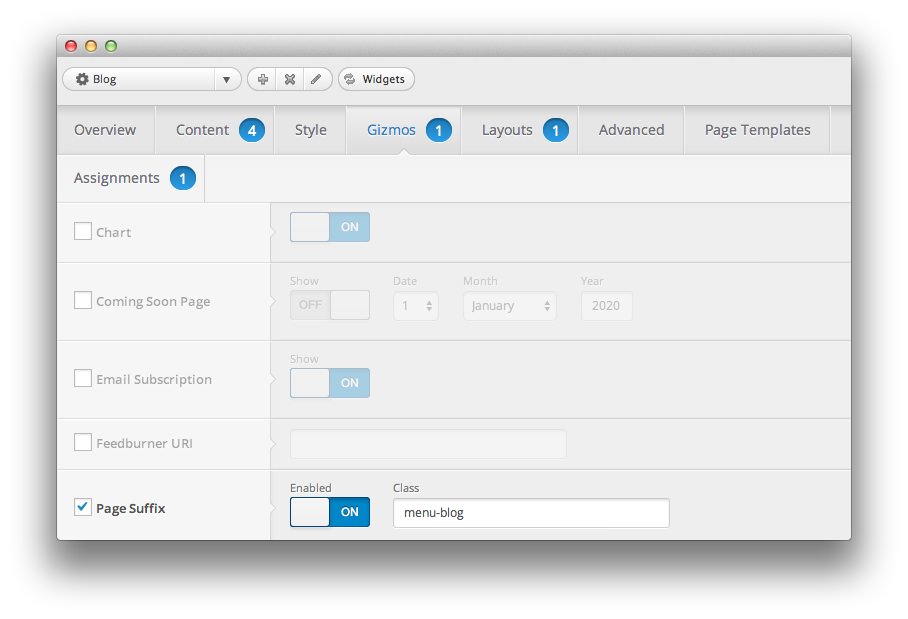 Blog Widgets
Overview Content 4 Style Gizmos 1 Layouts 1 Advanced Page Templates
Assignments 1
Chart ON
Show Date Month Year
Coming Soon Page OFF 1 January 2020
Show
Email Subscription ON
Feedburner URI
Enabled Class
Page Suffix ON menu-blog